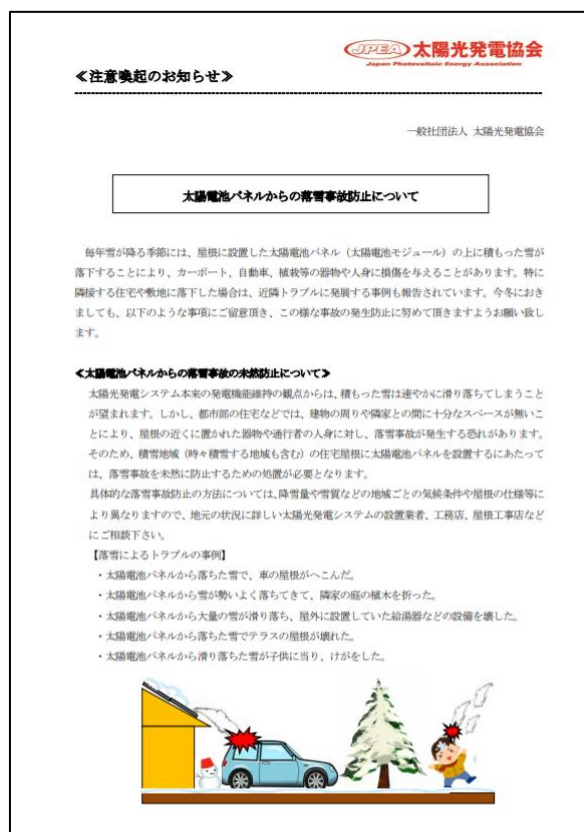 JPEA 太陽光発電協会
Japan Photovoltaic Energy Association
≪注意喚起のお知らせ≫
一般社団法人 太陽光発電協会
太陽電池パネルからの落雪事故防止について
毎年雪が降る季節には、屋根に設置した太陽電池パネル（太陽電池モジュール）の上に積もった雪が
落下することにより、カーポート、自動車、植栽等の器物や人身に損傷を与えることがあります。特に
隣接する住宅や敷地に落下した場合は、近隣トラブルに発展する事例も報告されています。今冬におき
ましても、以下のような事項にご留意頂き、この様な事故の発生防止に努めて頂きますようお願い致し
ます。
≪太陽電池パネルからの落雪事故の未然防止について≫
太陽光発電システム本来の発電機能維持の観点からは、積もった雪は速やかに滑り落ちてしまうこと
が望まれます。しかし、都市部の住宅などでは、建物の周りや隣家との間に十分なスペースが無いこ
とにより、屋根の近くに置かれた器物や通行者の人身に対し、落雪事故が発生する恐れがあります。
そのため、積雪地域（時々積雪する地域も含む）の住宅屋根に太陽電池パネルを設置するにあたって
は、落雪事故を未然に防止するための処置が必要となります。
具体的な落雪事故防止の方法については、降雪量や雪質などの地域ごとの気候条件や屋根の仕様等に
より異なりますので、地元の状況に詳しい太陽光発電システムの設置業者、工務店、屋根工事店など
にご相談下さい。
【落雪によるトラブルの事例】
・太陽電池パネルから落ちた雪で、車の屋根がへこんだ。
・太陽電池パネルから雪が勢いよく落ちてきて、隣家の庭の植木を折った。
・太陽電池パネルから大量の雪が滑り落ち、屋外に設置していた給湯器などの設備を壊した。
・太陽電池パネルから落ちた雪でテラスの屋根が壊れた。
・太陽電池パネルから滑り落ちた雪が子供に当り、けがをした。